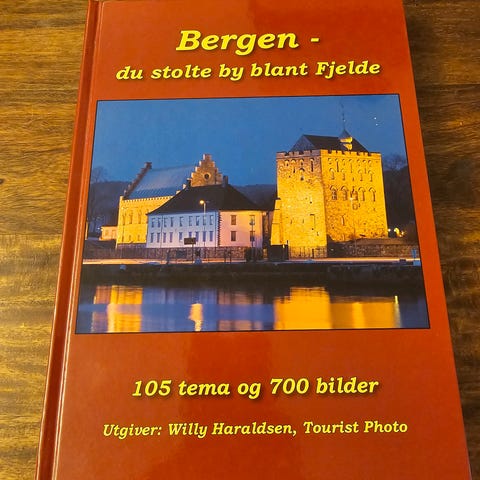 Bergen -
du stolte by blant Fjelde
105 tema og 700 bilder
Utgiver: Willy Haraldsen, Tourist Photo